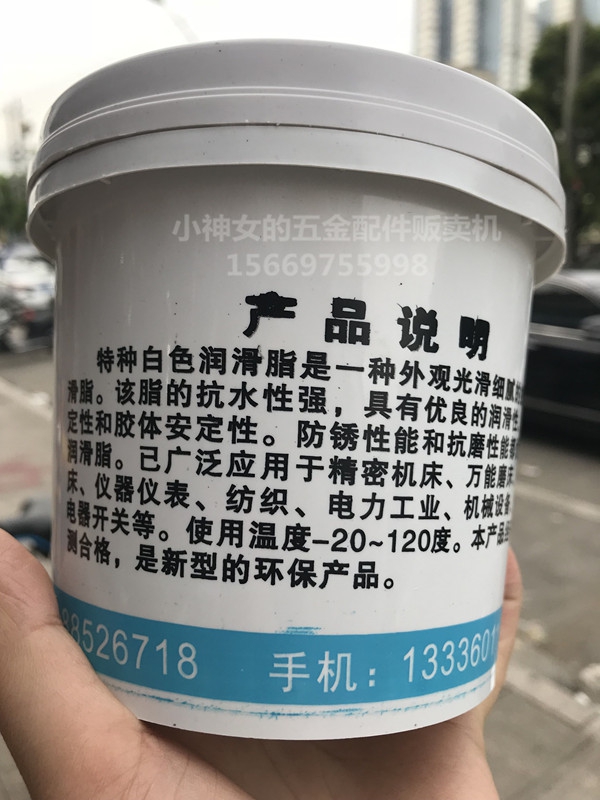 小神女的五金配件贩卖机
15669755998
产品说明
特种白色润滑脂是一种外观光滑细腻
滑脂。该脂的抗水性强，具有优良的润滑性
定性和胶体安定性。防锈性能和抗磨性能
润滑脂。已广泛应用于精密机床、万能磨床
床、仪器仪表、纺织、电力工业、机械设备
电器开关等。使用温度-20~120度。本产品
测合格，是新型的环保产品。
88526718 手机：1333601